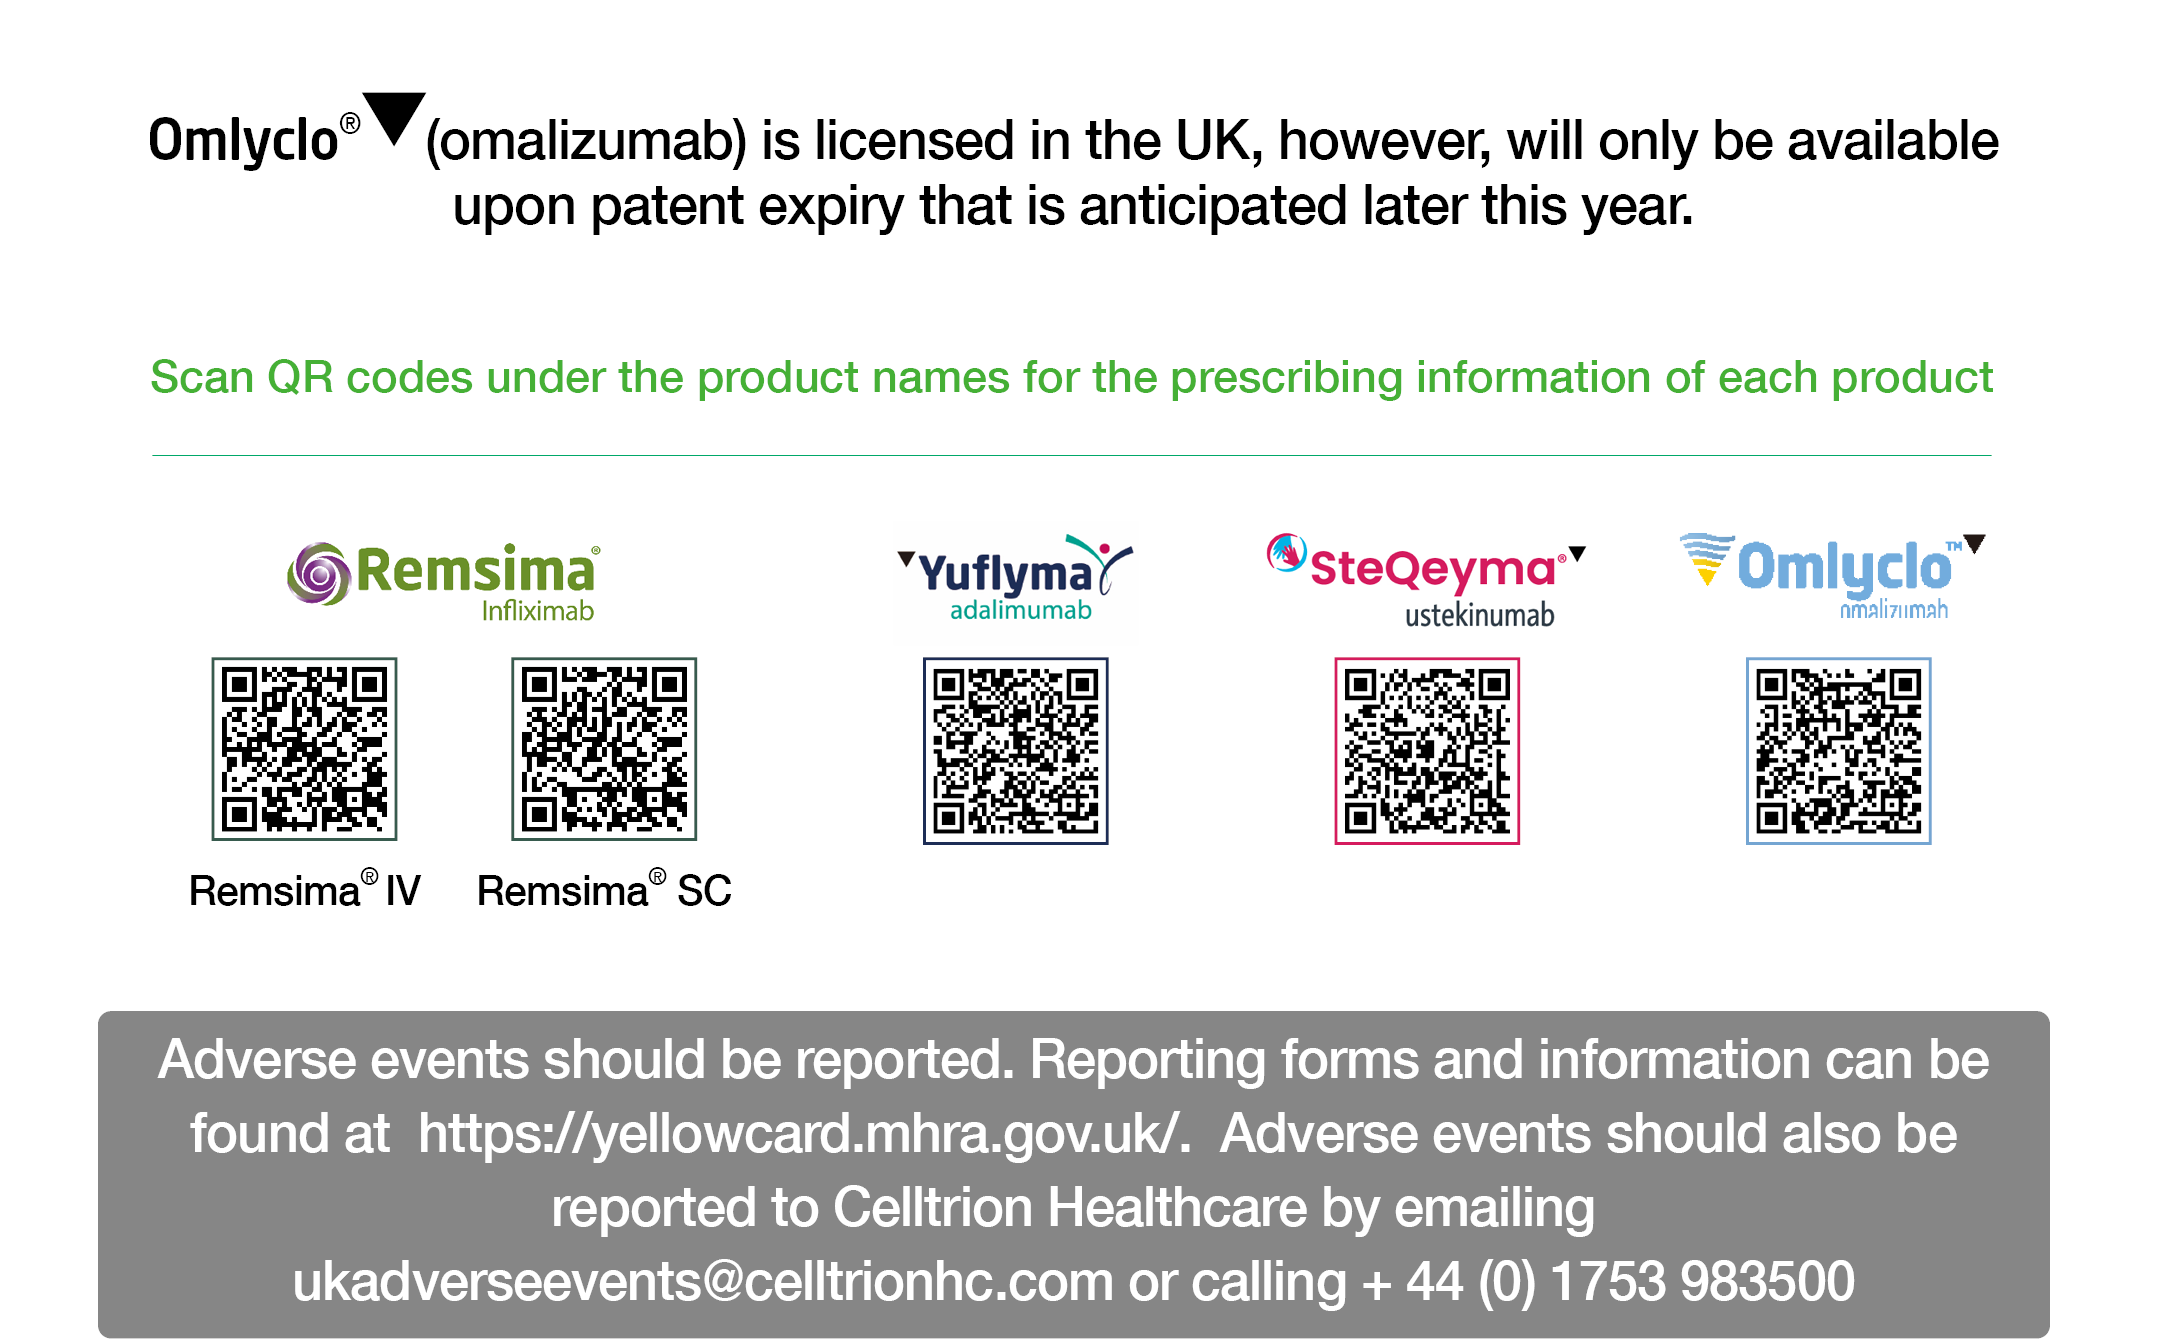 Omlyclo®▼(omalizumab) is licensed in the UK, however, will only be available
upon patent expiry that is anticipated later this year.
Scan QR codes under the product names for the prescribing information of each product
Remsima®
Infliximab
▼Yuflyma
adalimumab
SteQeyma®▼
ustekinumab
Omlyclo™▼
omalizumab
Remsima® IV
Remsima® SC
Adverse events should be reported. Reporting forms and information can be
found at  https://yellowcard.mhra.gov.uk/.  Adverse events should also be
reported to Celltrion Healthcare by emailing
ukadverseevents@celltrionhc.com or calling + 44 (0) 1753 983500